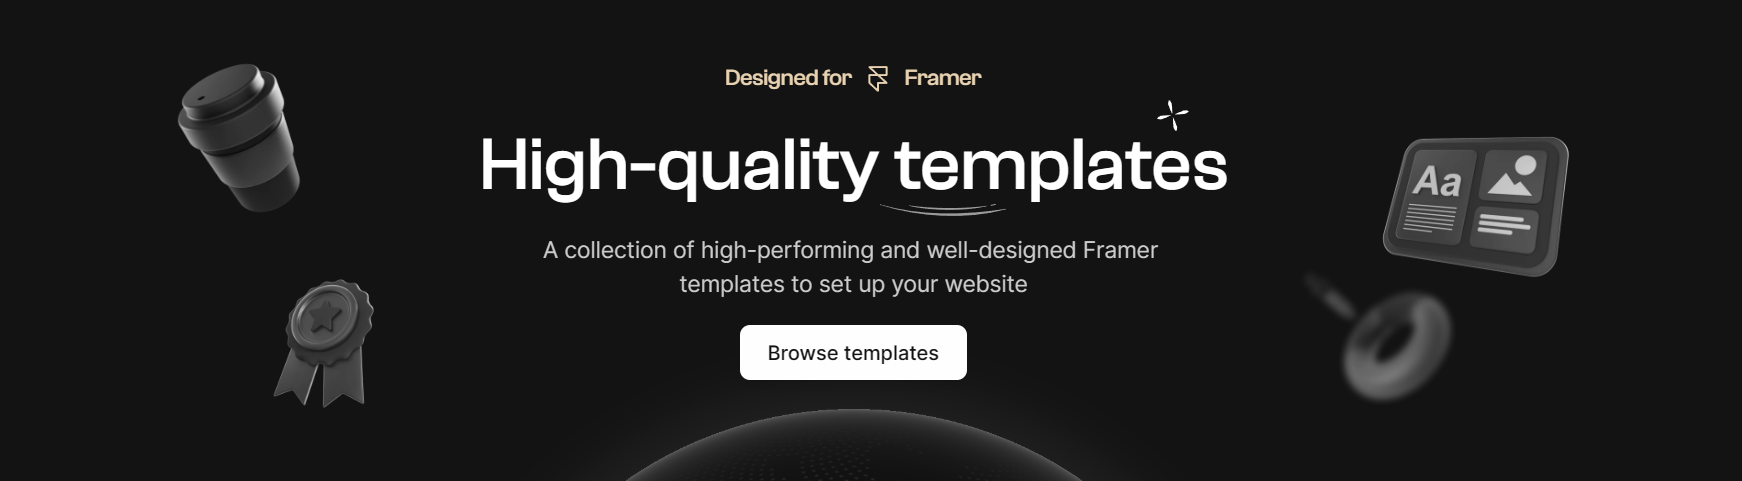 Designed for Framer
High-quality templates
A collection of high-performing and well-designed Framer
templates to set up your website
Browse templates
Aa